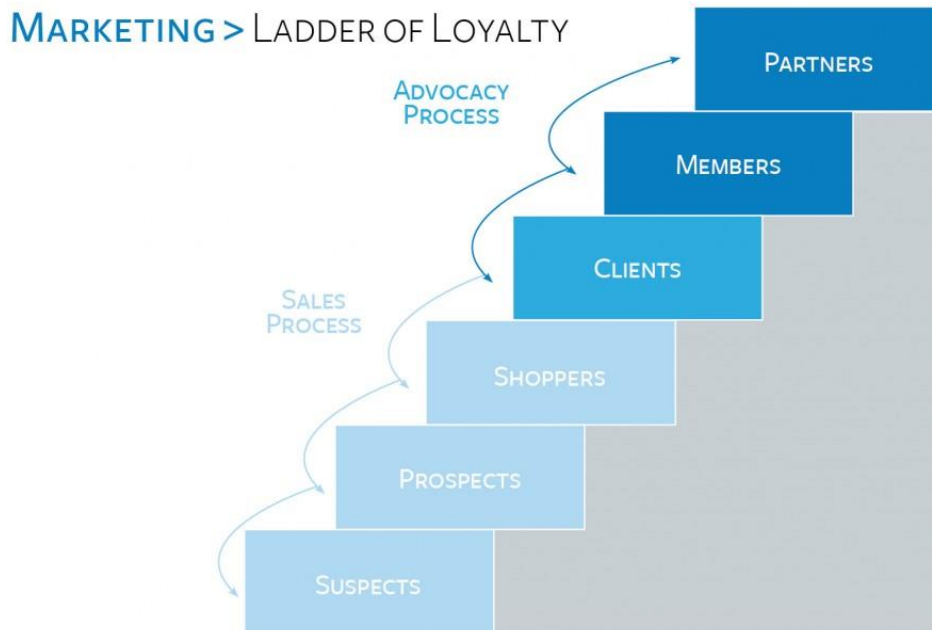 MARKETING > LADDER OF LOYALTY
PARTNERS
ADVOCACY
PROCESS
MEMBERS
CLIENTS
SALES
PROCESS
SHOPPERS
PROSPECTS
SUSPECTS